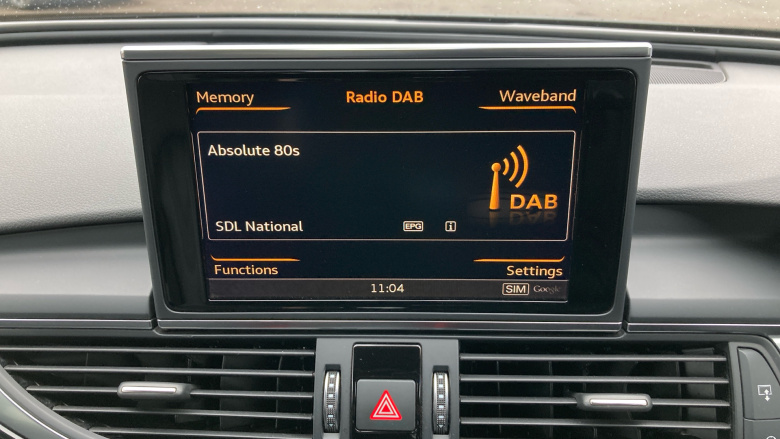 Memory Radio DAB Waveband
Absolute 80s
DAB
SDL National EPG i
Functions Settings
11:04 SIM Google